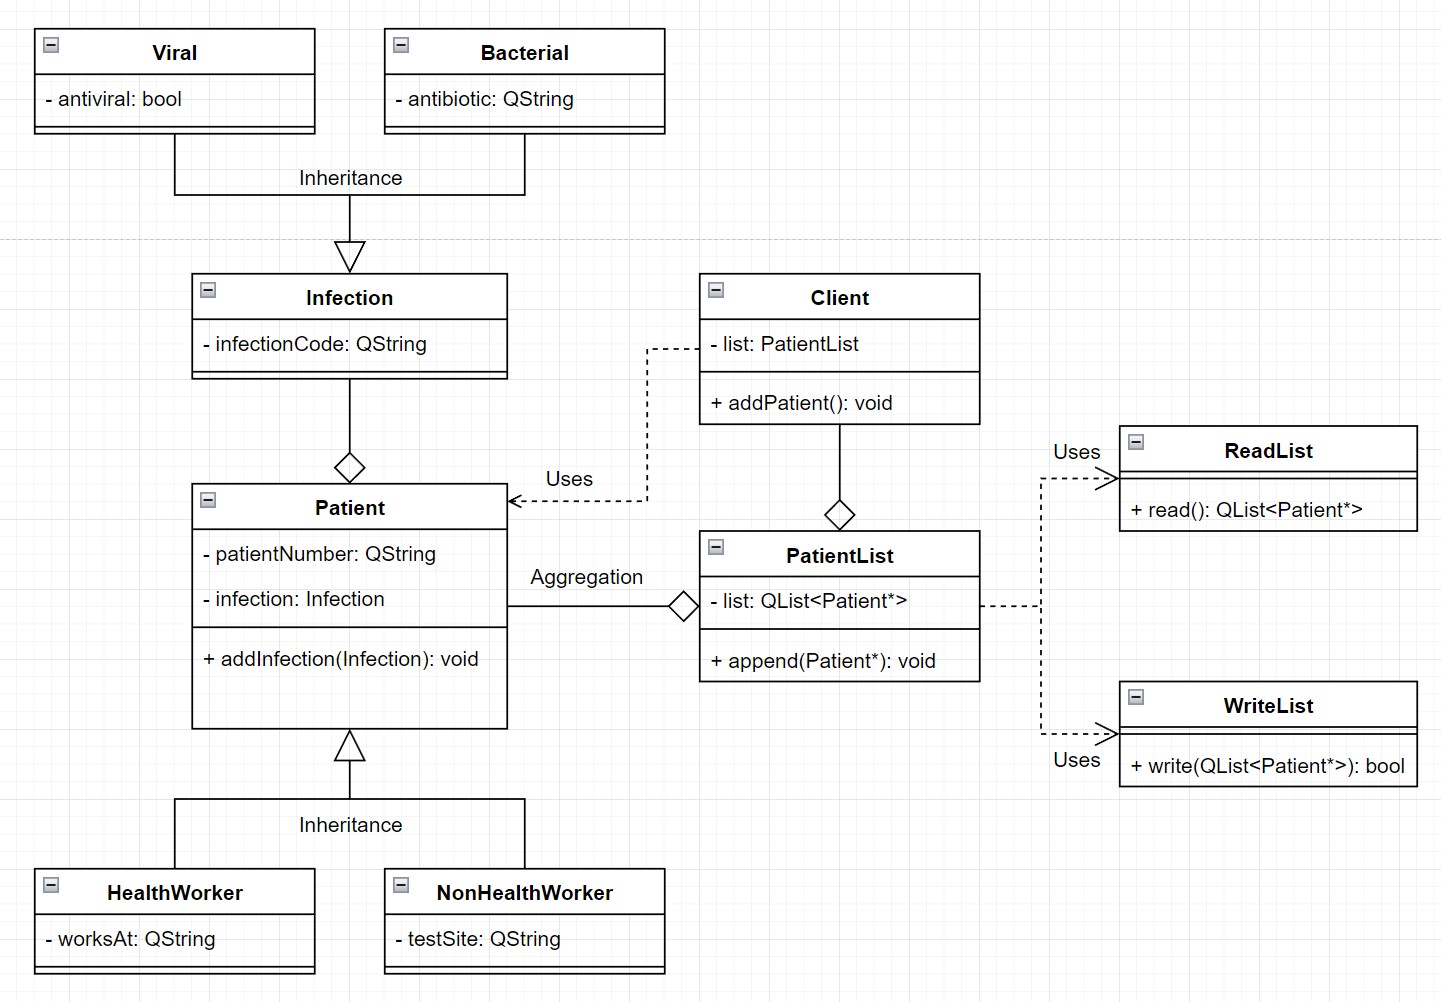 Viral
- antiviral: bool
Bacterial
- antibiotic: QString
Inheritance
Infection
- infectionCode: QString
Client
- list: PatientList
+ addPatient(): void
Uses
Patient
- patientNumber: QString
- infection: Infection
+ addInfection(Infection): void
Aggregation
PatientList
- list: QList<Patient*>
+ append(Patient*): void
Uses
ReadList
+ read(): QList<Patient*>
WriteList
+ write(QList<Patient*>): bool
Uses
Inheritance
HealthWorker
- worksAt: QString
NonHealthWorker
- testSite: QString